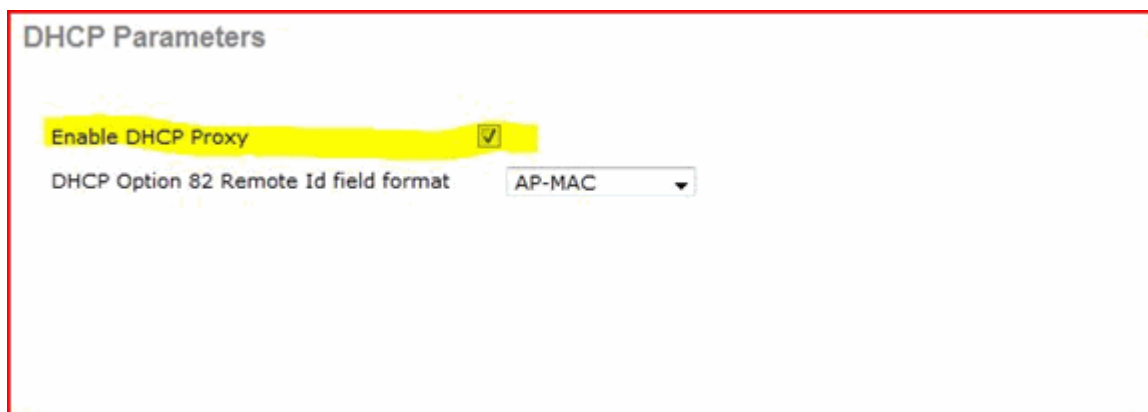 DHCP Parameters
Enable DHCP Proxy
DHCP Option 82 Remote Id field format AP-MAC